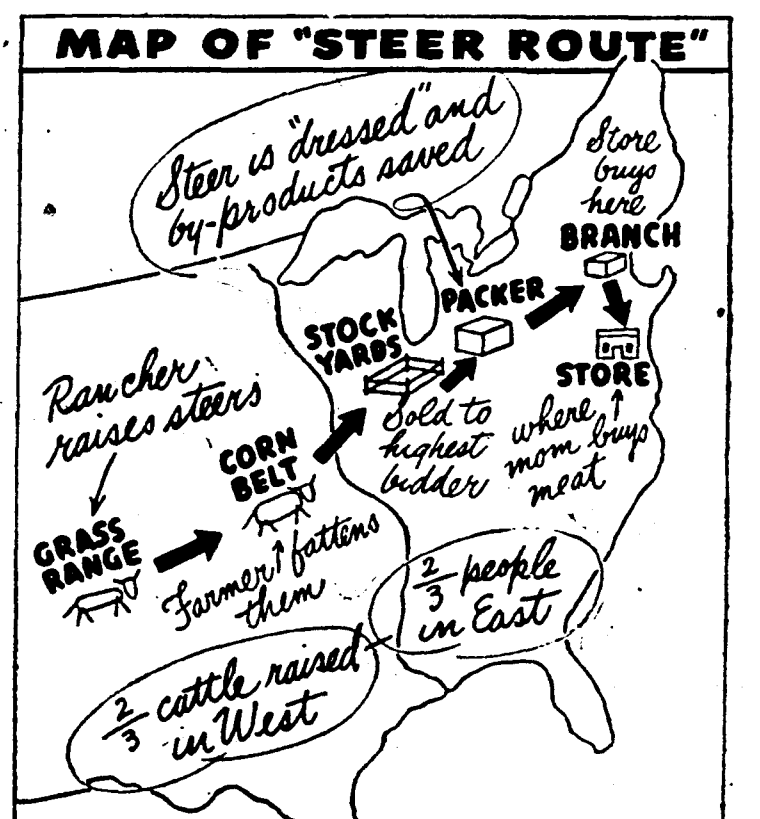 MAP OF "STEER ROUTE"
Steer is "dressed" and
by-products saved
Store
buys
here
BRANCH
PACKER
STOCK
YARDS
STORE
Rancher
raises steers
Sold to
highest
bidder
where
mom buys
meat
CORN
BELT
GRASS
RANGE
Farmer fattens
them
2/3 people
in East
2/3 cattle raised
in West